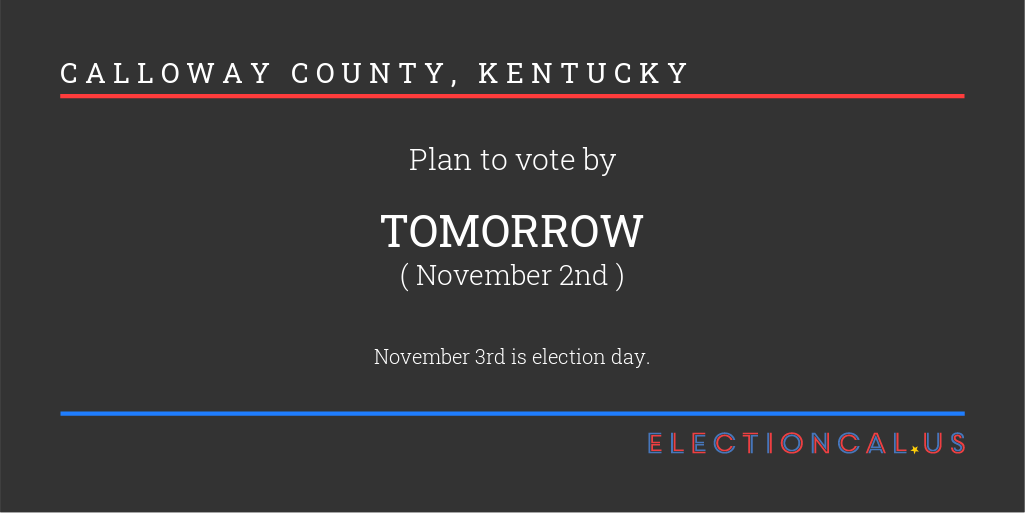 CALLOWAY COUNTY, KENTUCKY
Plan to vote by
TOMORROW
( November 2nd )
November 3rd is election day.
ELECTIONCAL.US